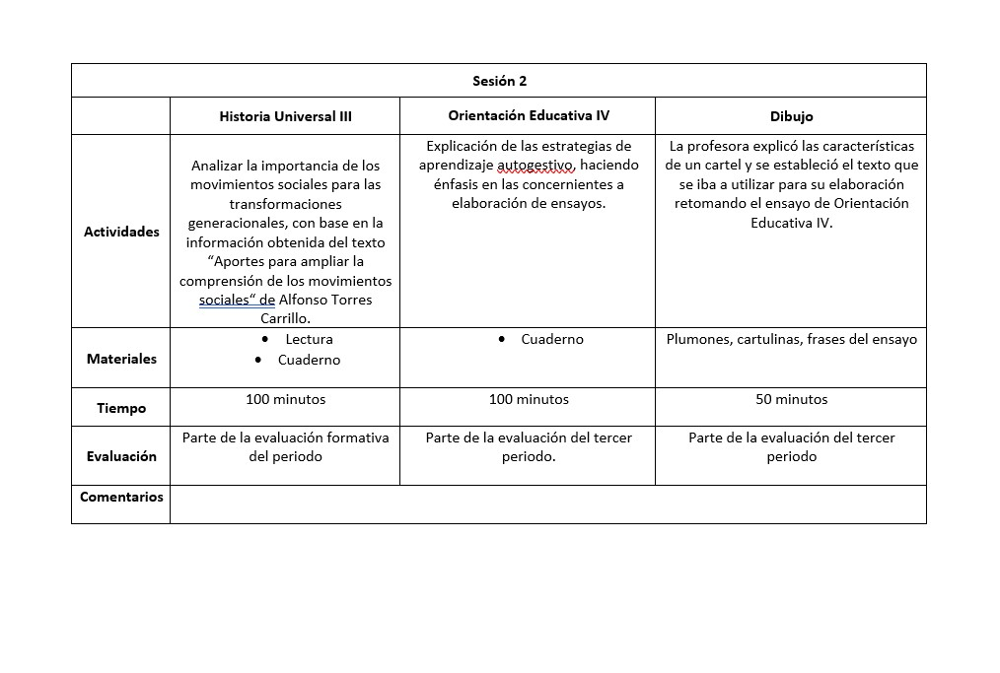 Sesión 2
Historia Universal III
Orientación Educativa IV
Dibujo
Actividades
Analizar la importancia de los
movimientos sociales para las
transformaciones
generacionales, con base en la
información obtenida del texto
“Aportes para ampliar la
comprensión de los movimientos
sociales“ de Alfonso Torres
Carrillo.
Explicación de las estrategias de
aprendizaje autogestivo, haciendo
énfasis en las concernientes a
elaboración de ensayos.
La profesora explicó las características
de un cartel y se estableció el texto que
se iba a utilizar para su elaboración
retomando el ensayo de Orientación
Educativa IV.
Materiales
• Lectura
• Cuaderno
• Cuaderno
Plumones, cartulinas, frases del ensayo
Tiempo
100 minutos
100 minutos
50 minutos
Evaluación
Parte de la evaluación formativa
del periodo
Parte de la evaluación del tercer
periodo.
Parte de la evaluación del tercer
periodo
Comentarios